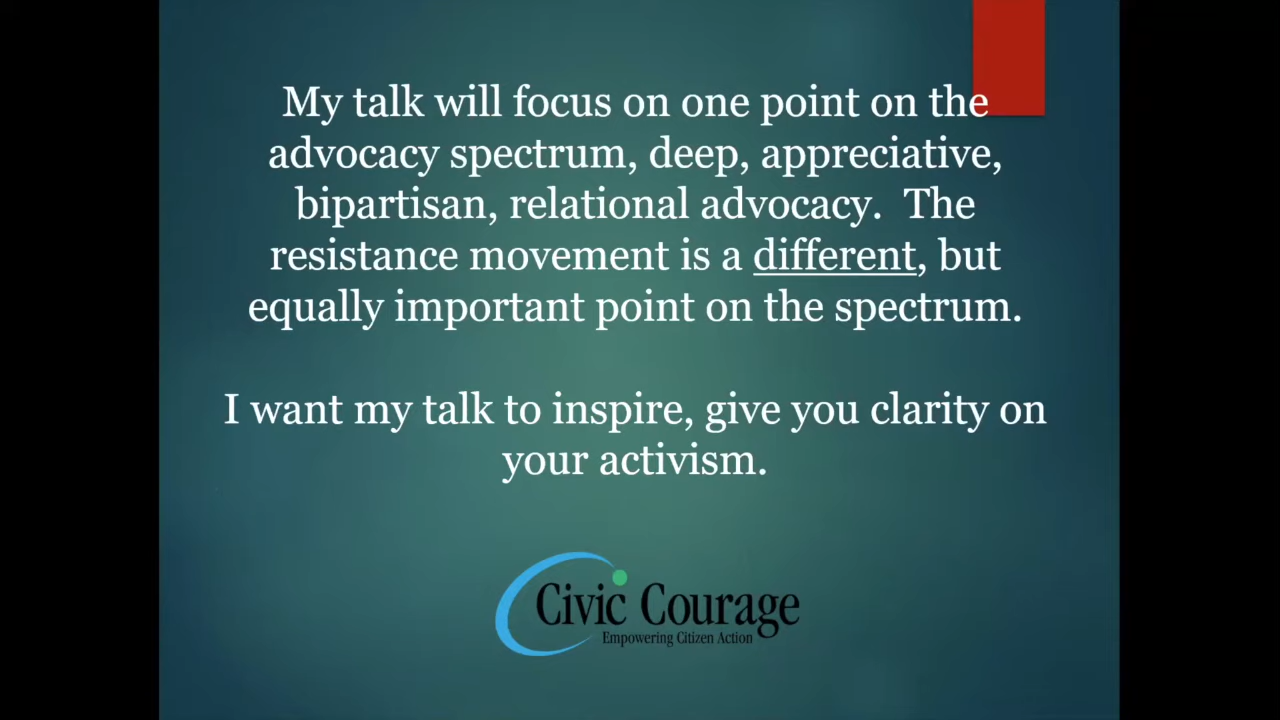 My talk will focus on one point on the
advocacy spectrum, deep, appreciative,
bipartisan, relational advocacy.  The
resistance movement is a different, but
equally important point on the spectrum.
I want my talk to inspire, give you clarity on
your activism.
Civic Courage
Empowering Citizen Action